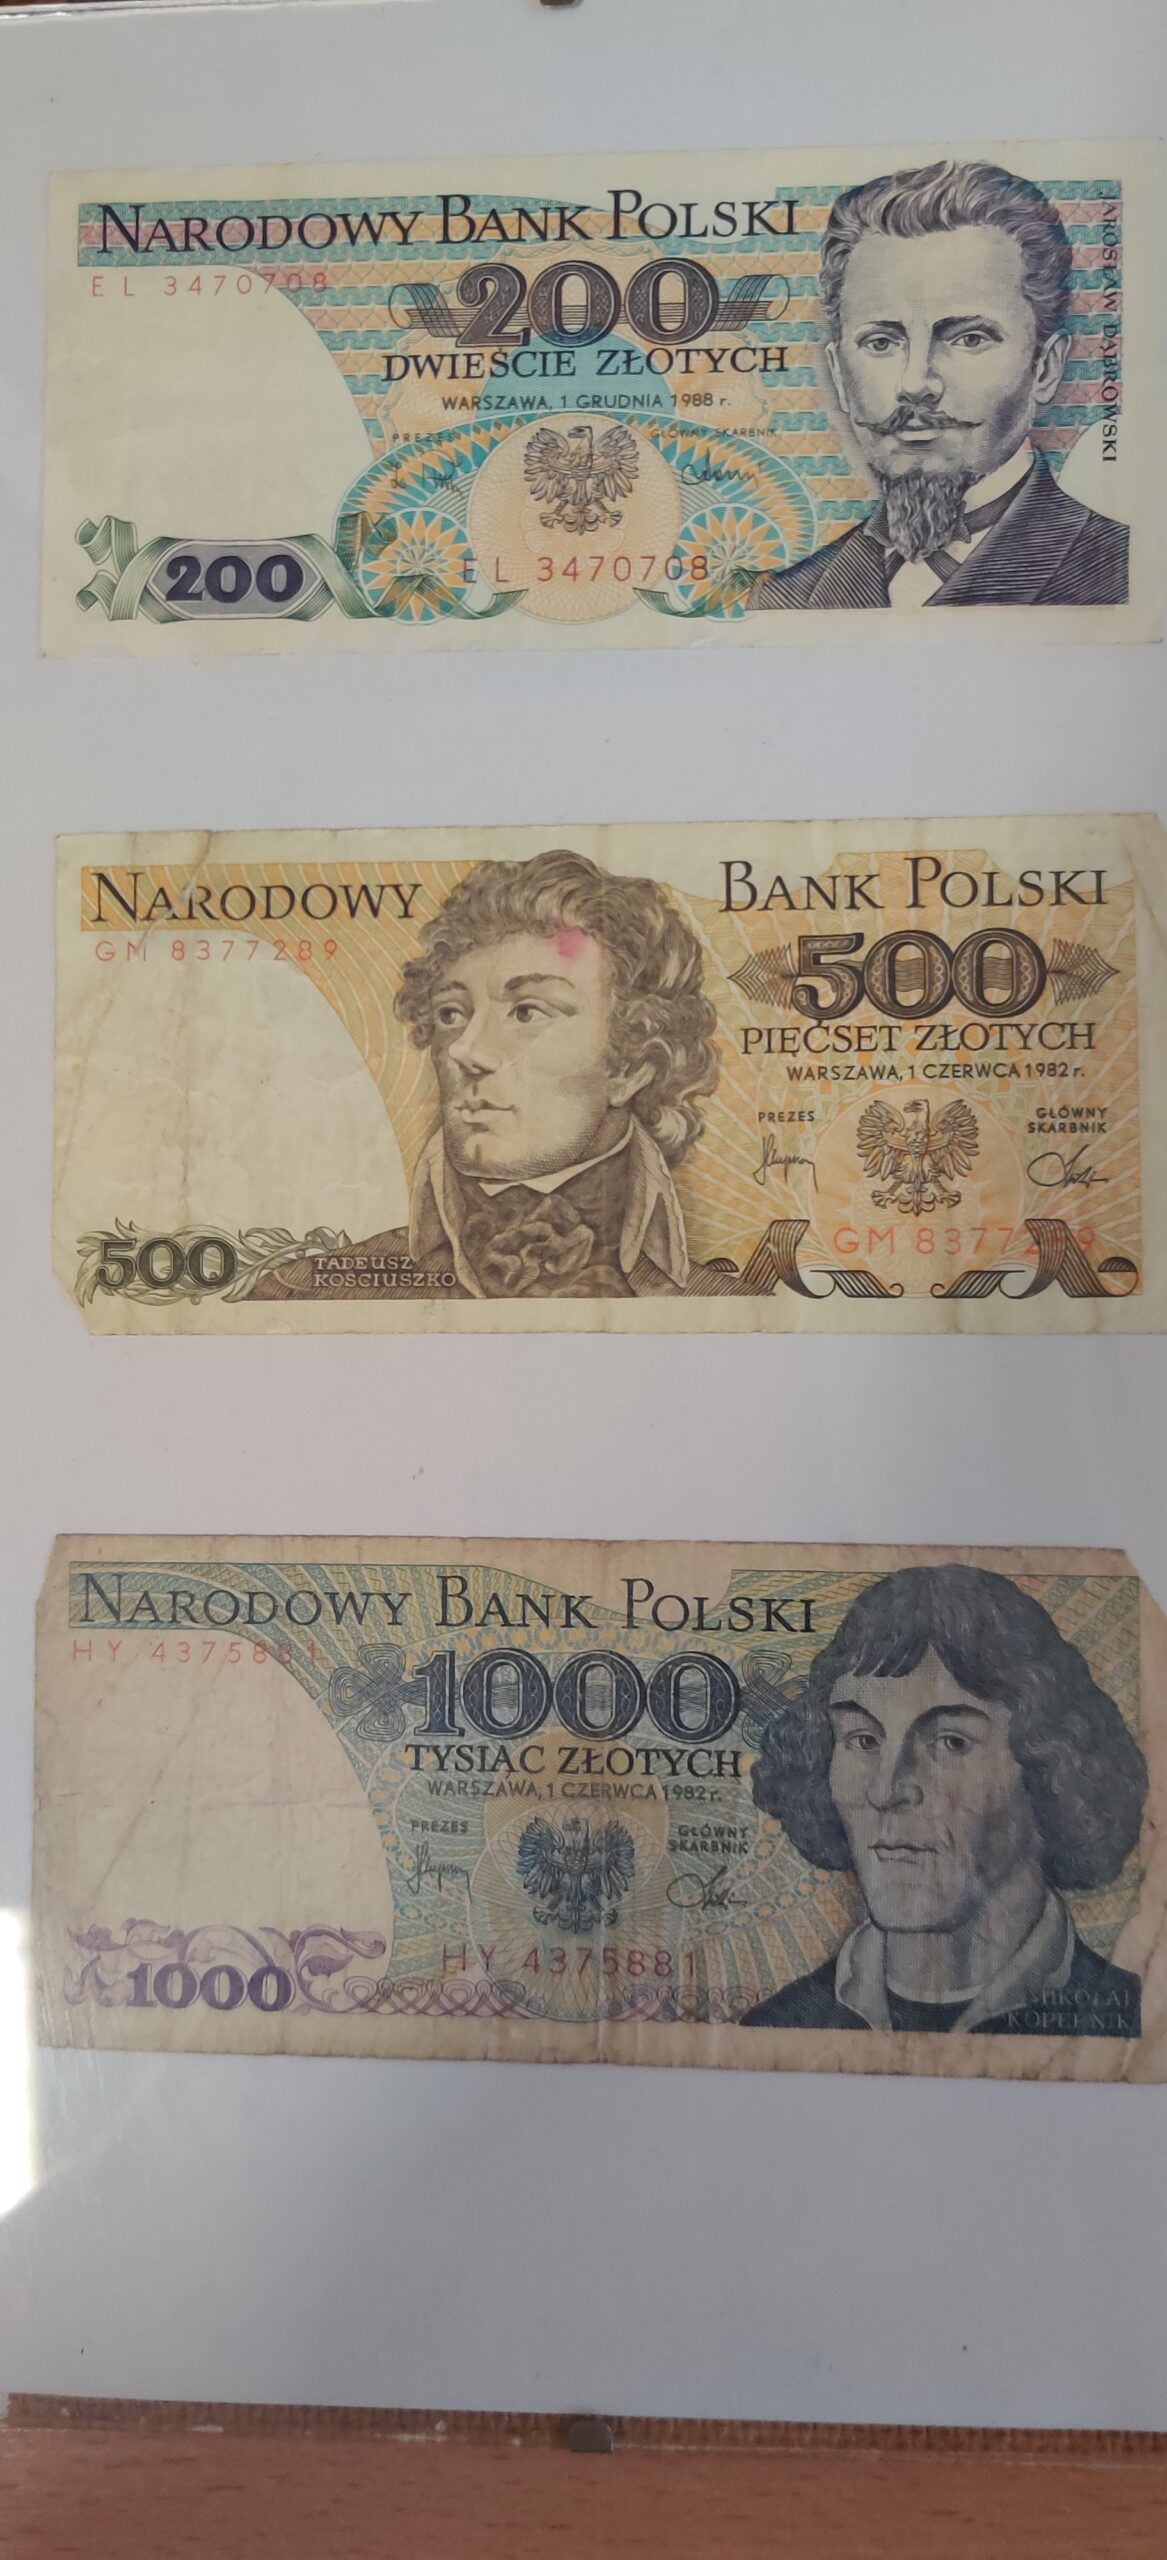 NARODOWY BANK POLSKI
EL 3470708
200
DWIEŚCIE ZŁOTYCH
WARSZAWA, 1 GRUDNIA 1988 r.
PREZES GŁÓWNY SKARBNIK
EL 3470708
200
JAROSŁAW DĄBROWSKI
NARODOWY BANK POLSKI
GM 8377289
500
PIĘĆSET ZŁOTYCH
WARSZAWA, 1 CZERWCA 1982 r.
PREZES GŁÓWNY
SKARBNIK
GM 8377289
500
TADEUSZ
KOŚCIUSZKO
NARODOWY BANK POLSKI
HY 4375881
1000
TYSIĄC ZŁOTYCH
WARSZAWA, 1 CZERWCA 1982 r.
PREZES GŁÓWNY
SKARBNIK
HY 4375881
1000
MIKOŁAJ
KOPERNIK